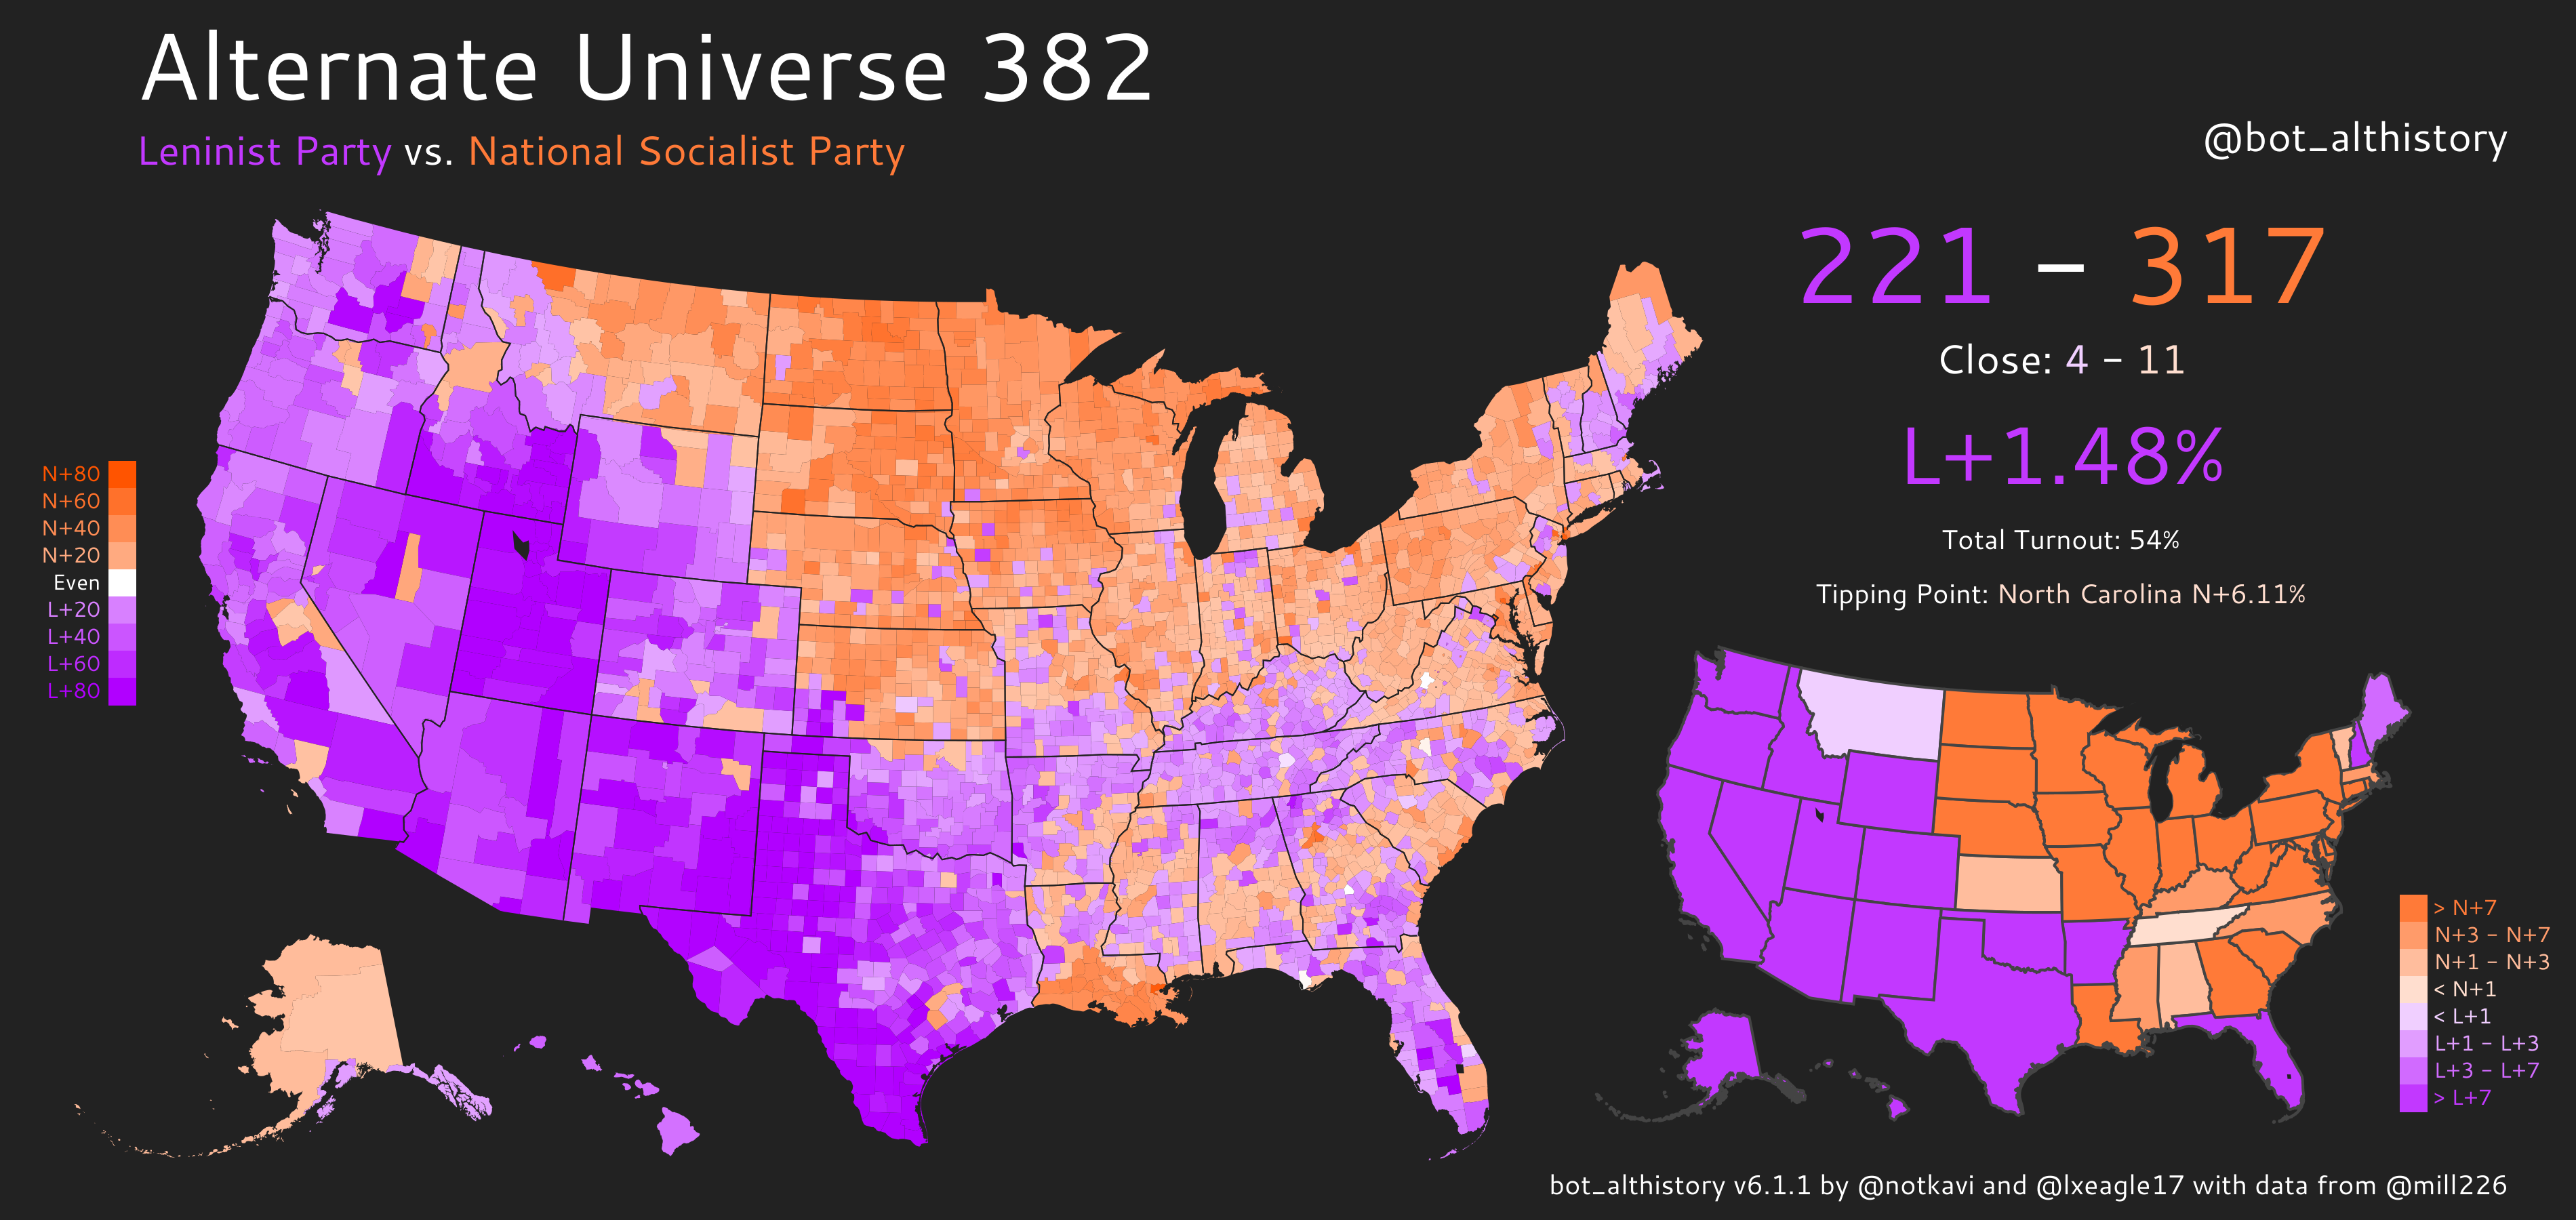 Alternate Universe 382
Leninist Party vs. National Socialist Party
@bot_althistory
221 – 317
Close: 4 – 11
L+1.48%
Total Turnout: 54%
Tipping Point: North Carolina N+6.11%
N+80
N+60
N+40
N+20
Even
L+20
L+40
L+60
L+80
> N+7
N+3 – N+7
N+1 – N+3
< N+1
< L+1
L+1 – L+3
L+3 – L+7
> L+7
bot_althistory v6.1.1 by @notkavi and @lxeagle17 with data from @mill226